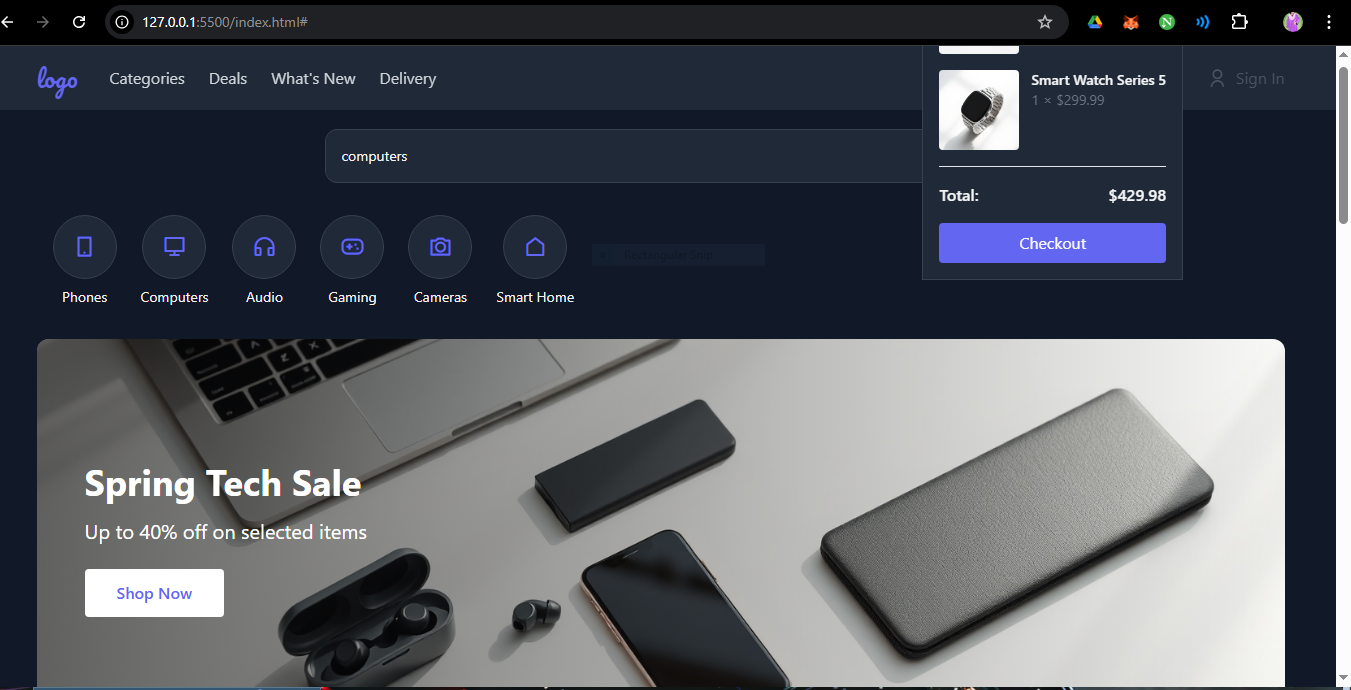 127.0.0.1:5500/index.html#
logo
Categories
Deals
What's New
Delivery
Sign In
Smart Watch Series 5
1 × $299.99
computers
Total:
$429.98
Checkout
Rectangular Snip
Phones
Computers
Audio
Gaming
Cameras
Smart Home
Spring Tech Sale
Up to 40% off on selected items
Shop Now